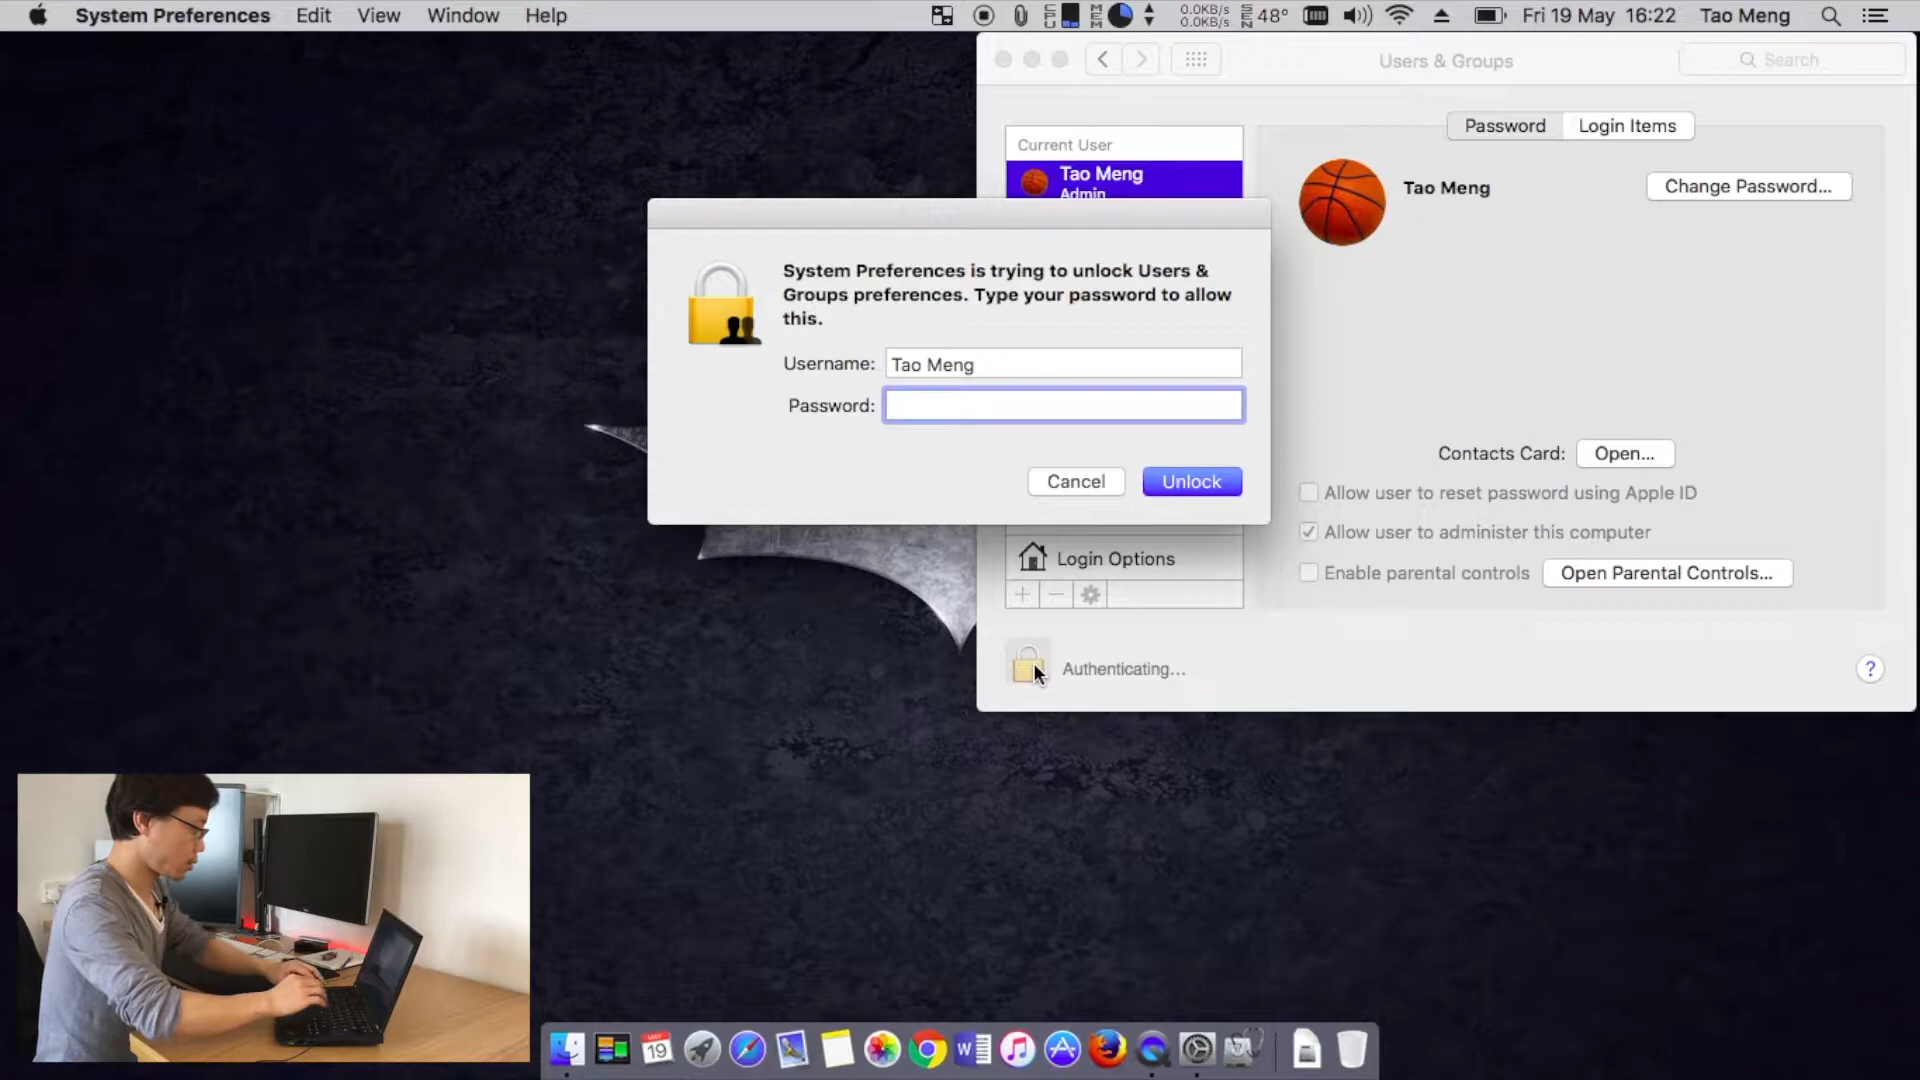 System Preferences Edit View Window Help
CPU MEM 0.0KB/s 0.0KB/s SEN 48° Fri 19 May 16:22 Tao Meng
Users & Groups
Search
Current User
Tao Meng
Admin
Password Login Items
Tao Meng
Change Password...
System Preferences is trying to unlock Users &
Groups preferences. Type your password to allow
this.
Username: Tao Meng
Password:
Cancel Unlock
Contacts Card: Open...
Allow user to reset password using Apple ID
Allow user to administer this computer
Enable parental controls Open Parental Controls...
Login Options
+ −
Authenticating...
?
MAY
19
W